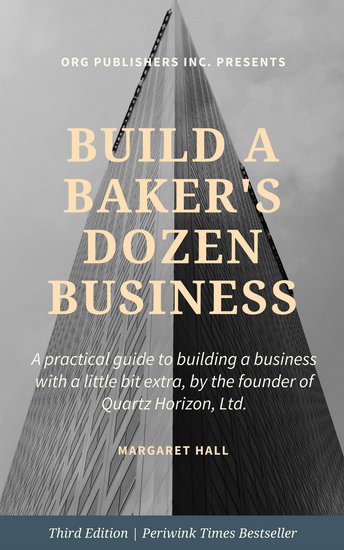 ORG PUBLISHERS INC. PRESENTS
BUILD A
BAKER'S
DOZEN
BUSINESS
A practical guide to building a business
with a little bit extra, by the founder of
Quartz Horizon, Ltd.
MARGARET HALL
Third Edition | Periwink Times Bestseller